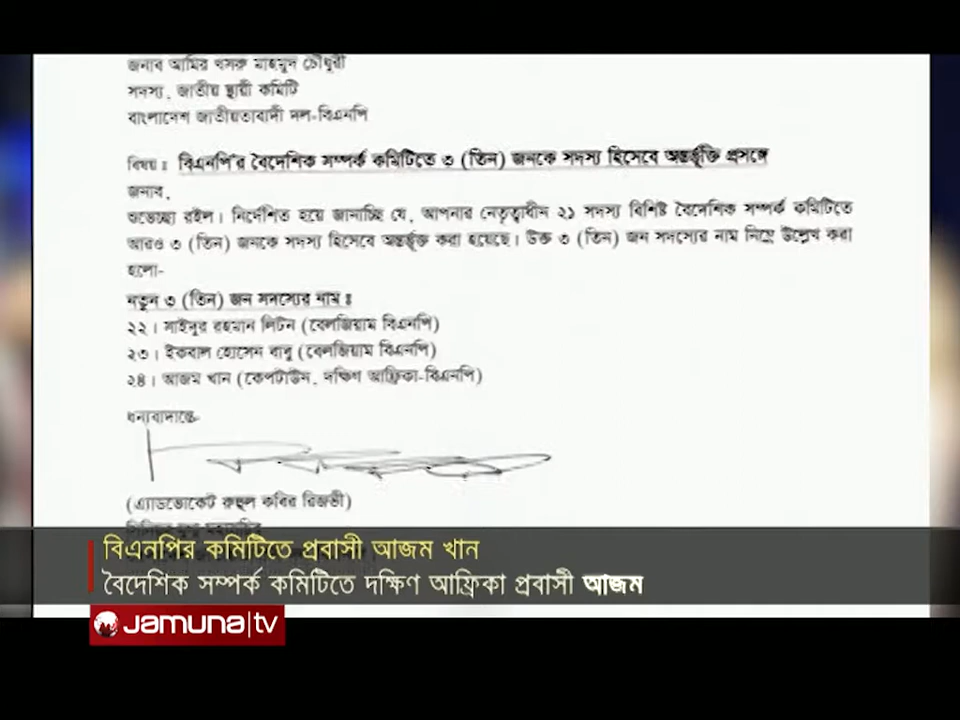 জনাব আমির খসরু মাহমুদ চৌধুরী
সদস্য, জাতীয় স্থায়ী কমিটি
বাংলাদেশ জাতীয়তাবাদী দল-বিএনপি
বিষয়ঃ বিএনপি'র বৈদেশিক সম্পর্ক কমিটিতে ৩ (তিন) জনকে সদস্য হিসেবে অন্তর্ভূক্তি প্রসঙ্গে
জনাব,
শুভেচ্ছা রইল। নির্দেশিত হয়ে জানাচ্ছি যে, আপনার নেতৃত্বাধীন ২১ সদস্য বিশিষ্ট বৈদেশিক সম্পর্ক কমিটিতে
আরও ৩ (তিন) জনকে সদস্য হিসেবে অন্তর্ভূক্ত করা হয়েছে। উক্ত ৩ (তিন) জন সদস্যের নাম নিম্নে উল্লেখ করা
হলো-
নতুন ৩ (তিন) জন সদস্যের নামঃ
২২। সাইদুর রহমান লিটন (বেলজিয়াম বিএনপি)
২৩। ইকবাল হোসেন বাবু (বেলজিয়াম বিএনপি)
২৪। আজম খান (কেপটাউন, দক্ষিণ আফ্রিকা-বিএনপি)
ধন্যবাদান্তে-
(এ্যাডভোকেট রুহুল কবির রিজভী)
বিএনপির কমিটিতে প্রবাসী আজম খান
বৈদেশিক সম্পর্ক কমিটিতে দক্ষিণ আফ্রিকা প্রবাসী আজম
Jamuna|tv